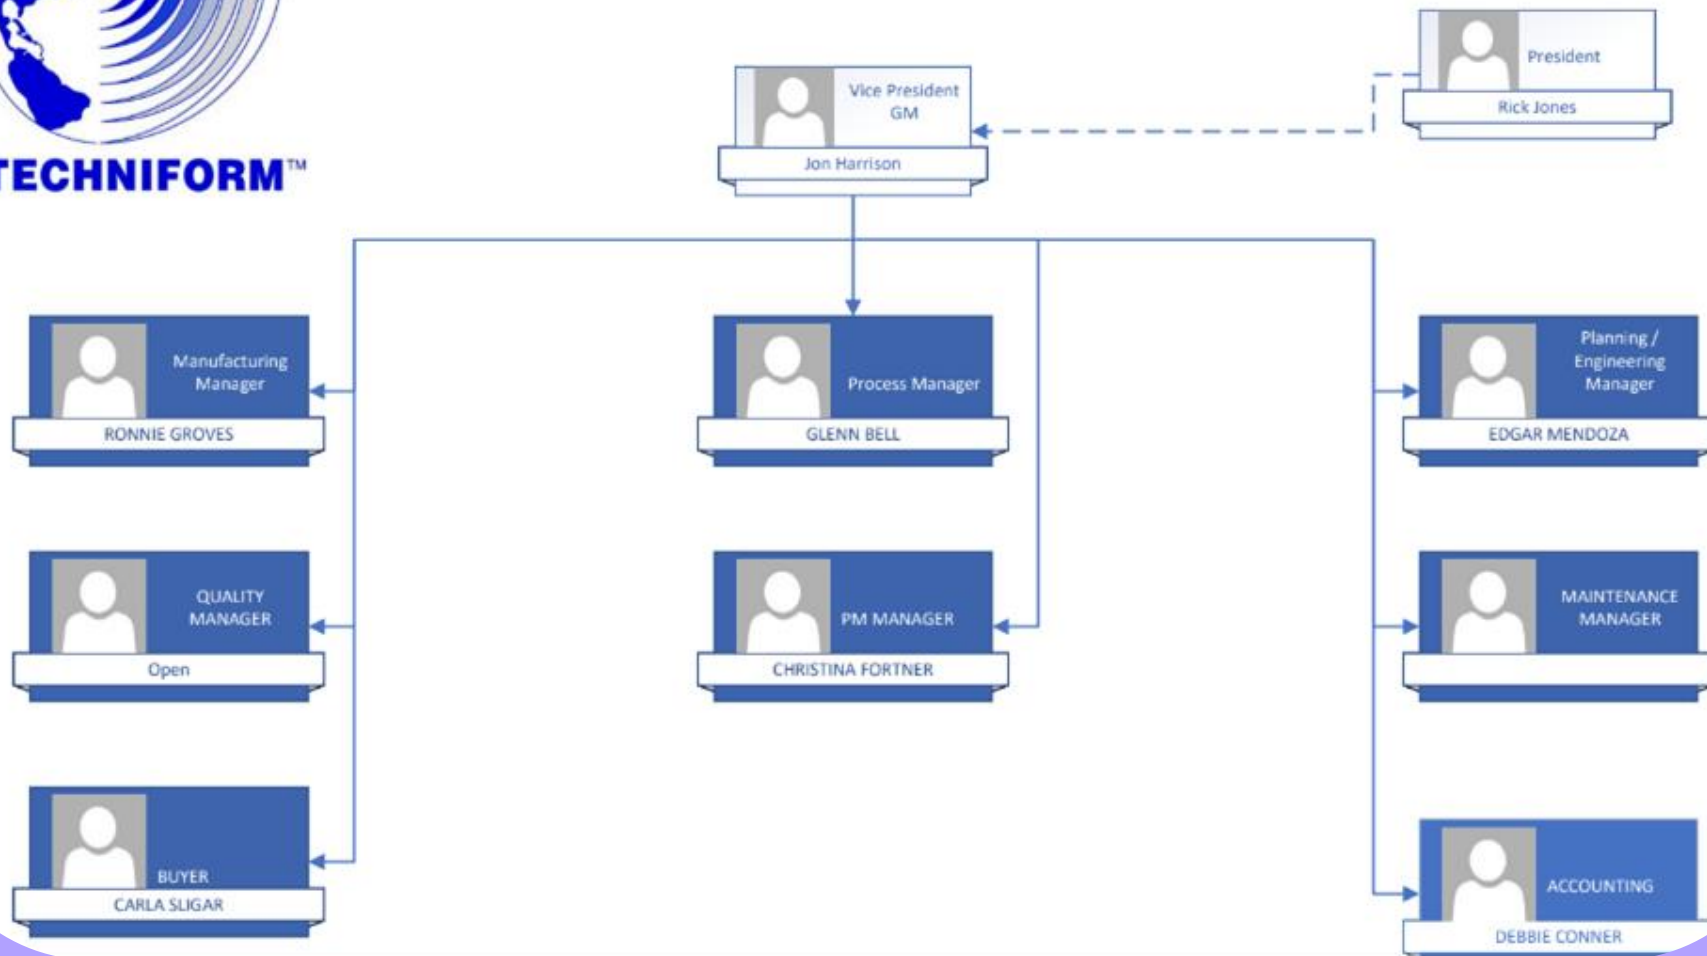 TECHNIFORM™
President
Rick Jones
Vice President
GM
Jon Harrison
Manufacturing
Manager
RONNIE GROVES
Process Manager
GLENN BELL
Planning /
Engineering
Manager
EDGAR MENDOZA
QUALITY
MANAGER
Open
PM MANAGER
CHRISTINA FORTNER
MAINTENANCE
MANAGER
BUYER
CARLA SLIGAR
ACCOUNTING
DEBBIE CONNER